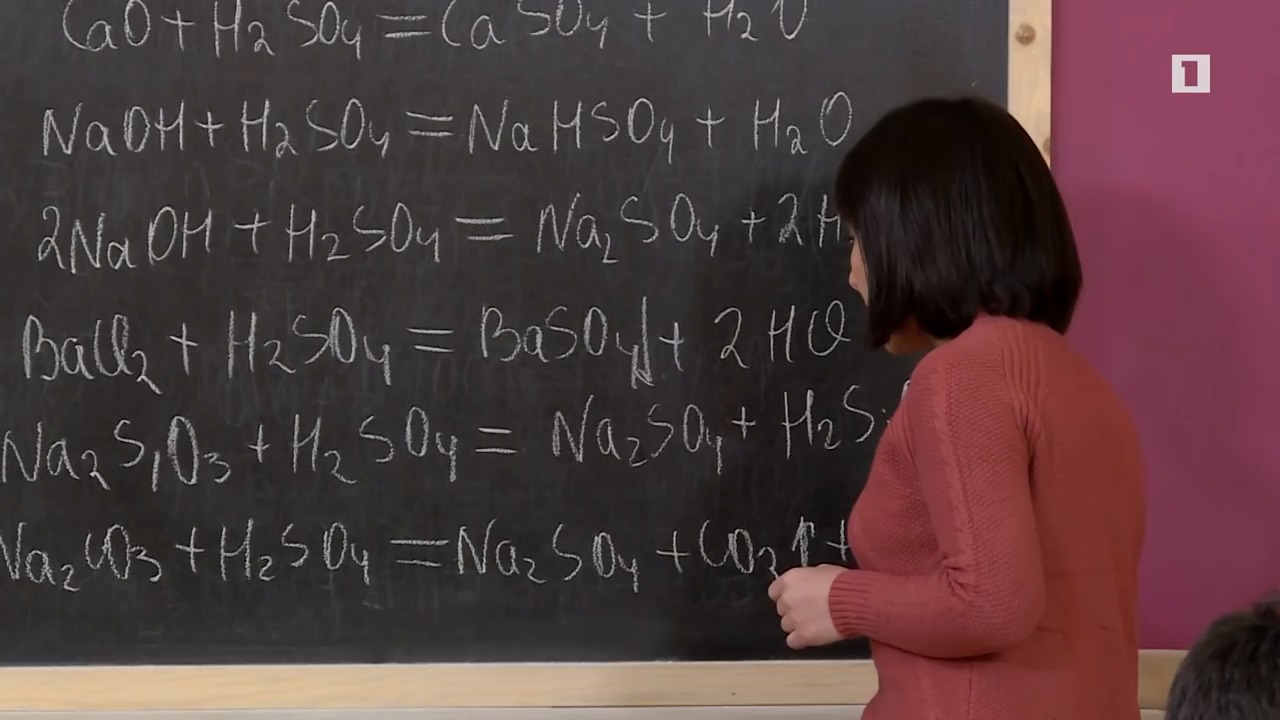 CaO + H₂SO₄ = CaSO₄ + H₂O
1
NaOH + H₂SO₄ = NaHSO₄ + H₂O
2NaOH + H₂SO₄ = Na₂SO₄ + 2H
BaCl₂ + H₂SO₄ = BaSO₄↓ + 2HCl
Na₂SiO₃ + H₂SO₄ = Na₂SO₄ + H₂S
Na₂CO₃ + H₂SO₄ = Na₂SO₄ + CO₂↑ +